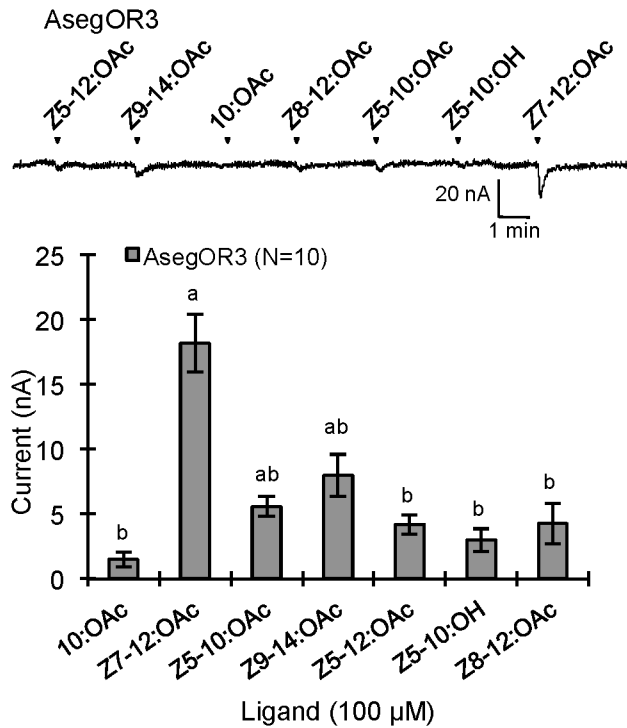 AsegOR3
Z5-12:OAc
Z9-14:OAc
10:OAc
Z8-12:OAc
Z5-10:OAc
Z5-10:OH
Z7-12:OAc
20 nA
1 min
AsegOR3 (N=10)
Current (nA)
25
20
15
10
5
0
b
a
ab
ab
b
b
b
10:OAc
Z7-12:OAc
Z5-10:OAc
Z9-14:OAc
Z5-12:OAc
Z5-10:OH
Z8-12:OAc
Ligand (100 µM)